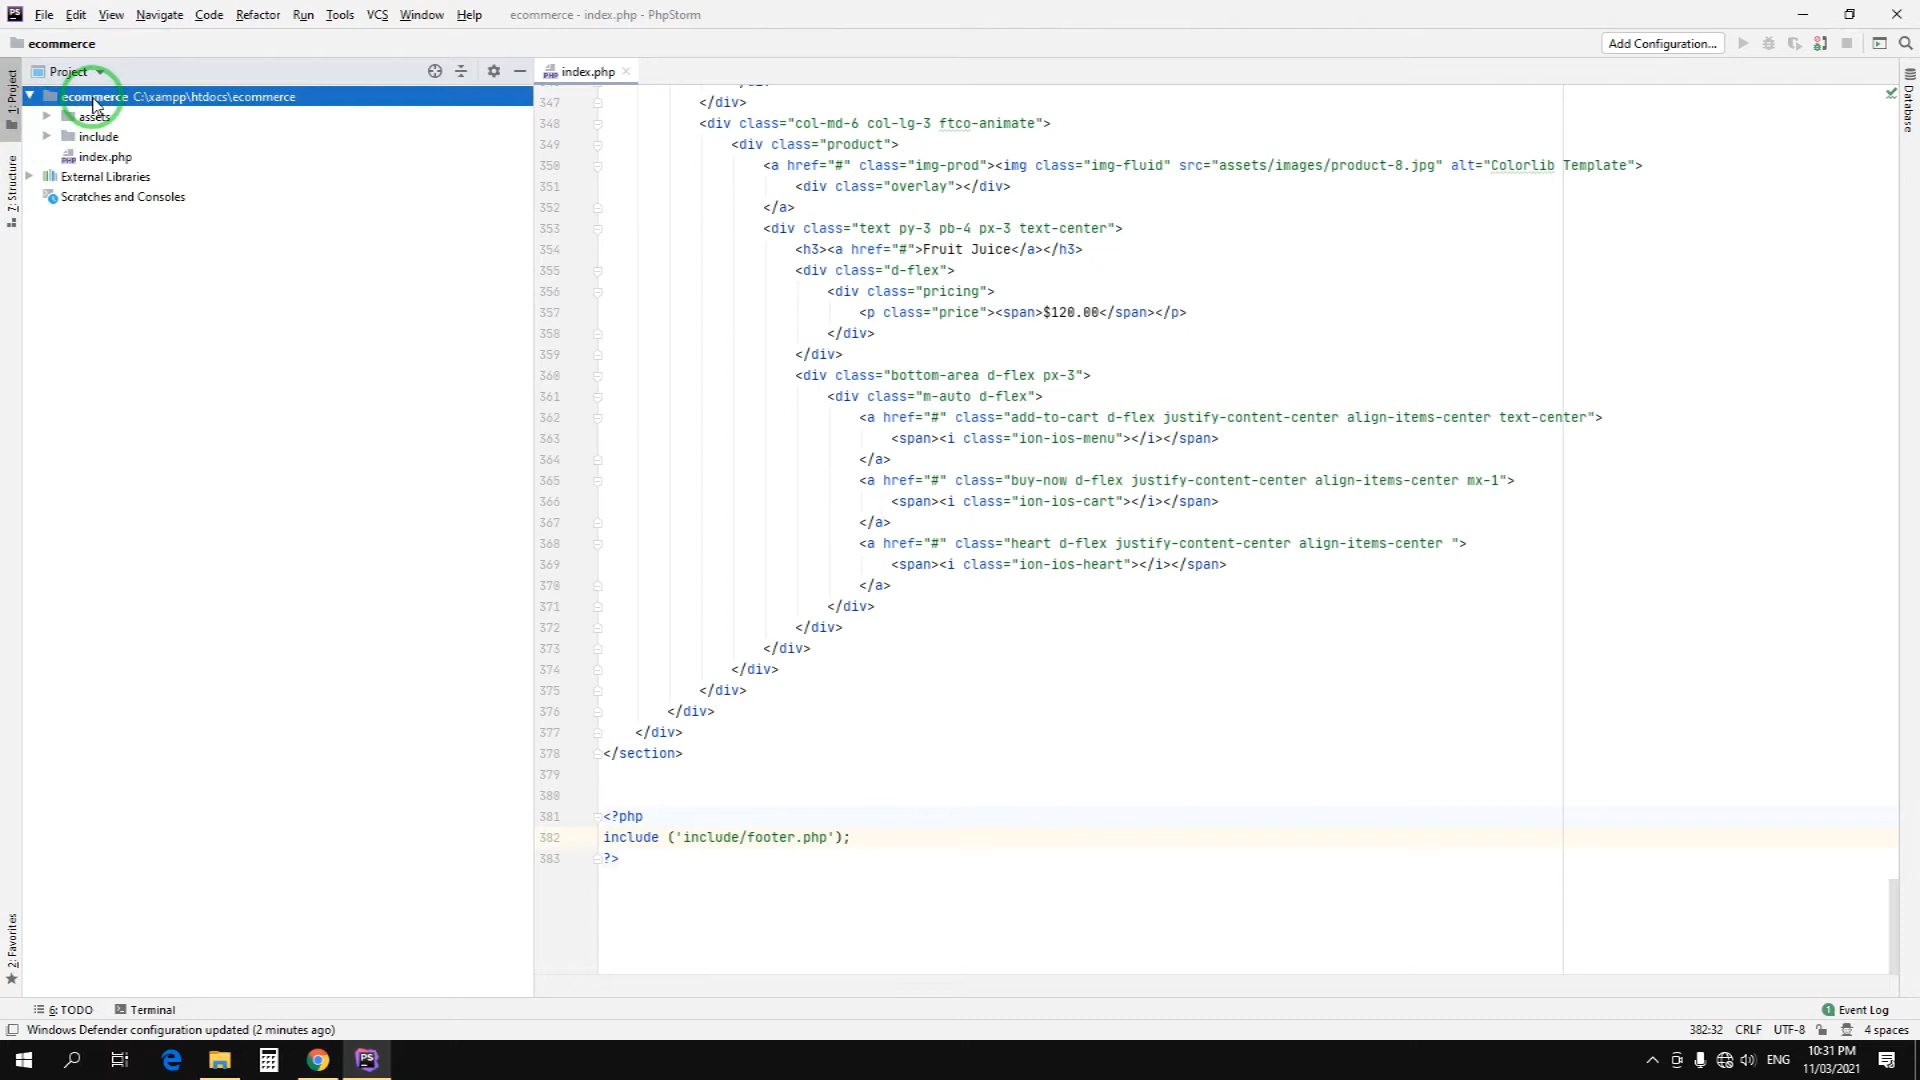 PS File Edit View Navigate Code Refactor Run Tools VCS Window Help ecommerce - index.php - PhpStorm
ecommerce Add Configuration...
1: Project
Project
index.php
ecommerce C:\xampp\htdocs\ecommerce
assets
include
index.php
External Libraries
Scratches and Consoles
7: Structure
2: Favorites
Database
347 </div>
348 <div class="col-md-6 col-lg-3 ftco-animate">
349 <div class="product">
350 <a href="#" class="img-prod"><img class="img-fluid" src="assets/images/product-8.jpg" alt="Colorlib Template">
351 <div class="overlay"></div>
352 </a>
353 <div class="text py-3 pb-4 px-3 text-center">
354 <h3><a href="#">Fruit Juice</a></h3>
355 <div class="d-flex">
356 <div class="pricing">
357 <p class="price"><span>$120.00</span></p>
358 </div>
359 </div>
360 <div class="bottom-area d-flex px-3">
361 <div class="m-auto d-flex">
362 <a href="#" class="add-to-cart d-flex justify-content-center align-items-center text-center">
363 <span><i class="ion-ios-menu"></i></span>
364 </a>
365 <a href="#" class="buy-now d-flex justify-content-center align-items-center mx-1">
366 <span><i class="ion-ios-cart"></i></span>
367 </a>
368 <a href="#" class="heart d-flex justify-content-center align-items-center ">
369 <span><i class="ion-ios-heart"></i></span>
370 </a>
371 </div>
372 </div>
373 </div>
374 </div>
375 </div>
376 </div>
377 </div>
378 </section>
379
380
381 <?php
382 include ('include/footer.php');
383 ?>
6: TODO Terminal 1 Event Log
Windows Defender configuration updated (2 minutes ago) 382:32 CRLF UTF-8 4 spaces
PS ENG 10:31 PM
11/03/2021